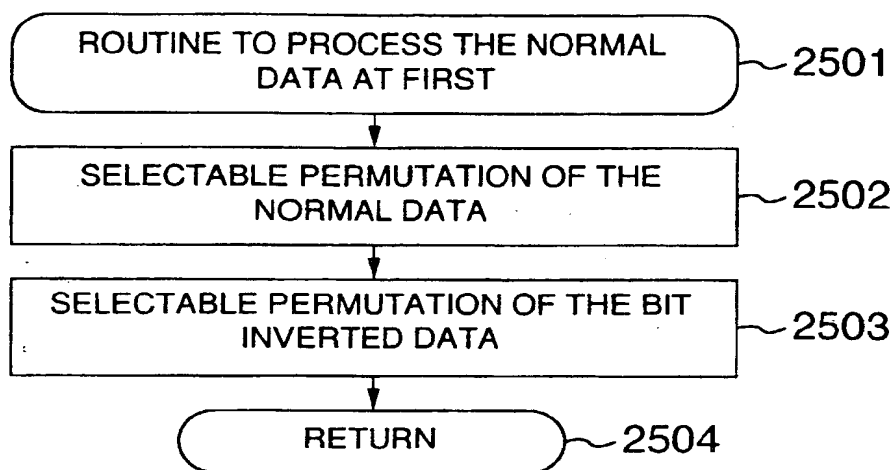 ROUTINE TO PROCESS THE NORMAL
DATA AT FIRST
2501
SELECTABLE PERMUTATION OF THE
NORMAL DATA
2502
SELECTABLE PERMUTATION OF THE BIT
INVERTED DATA
2503
RETURN
2504